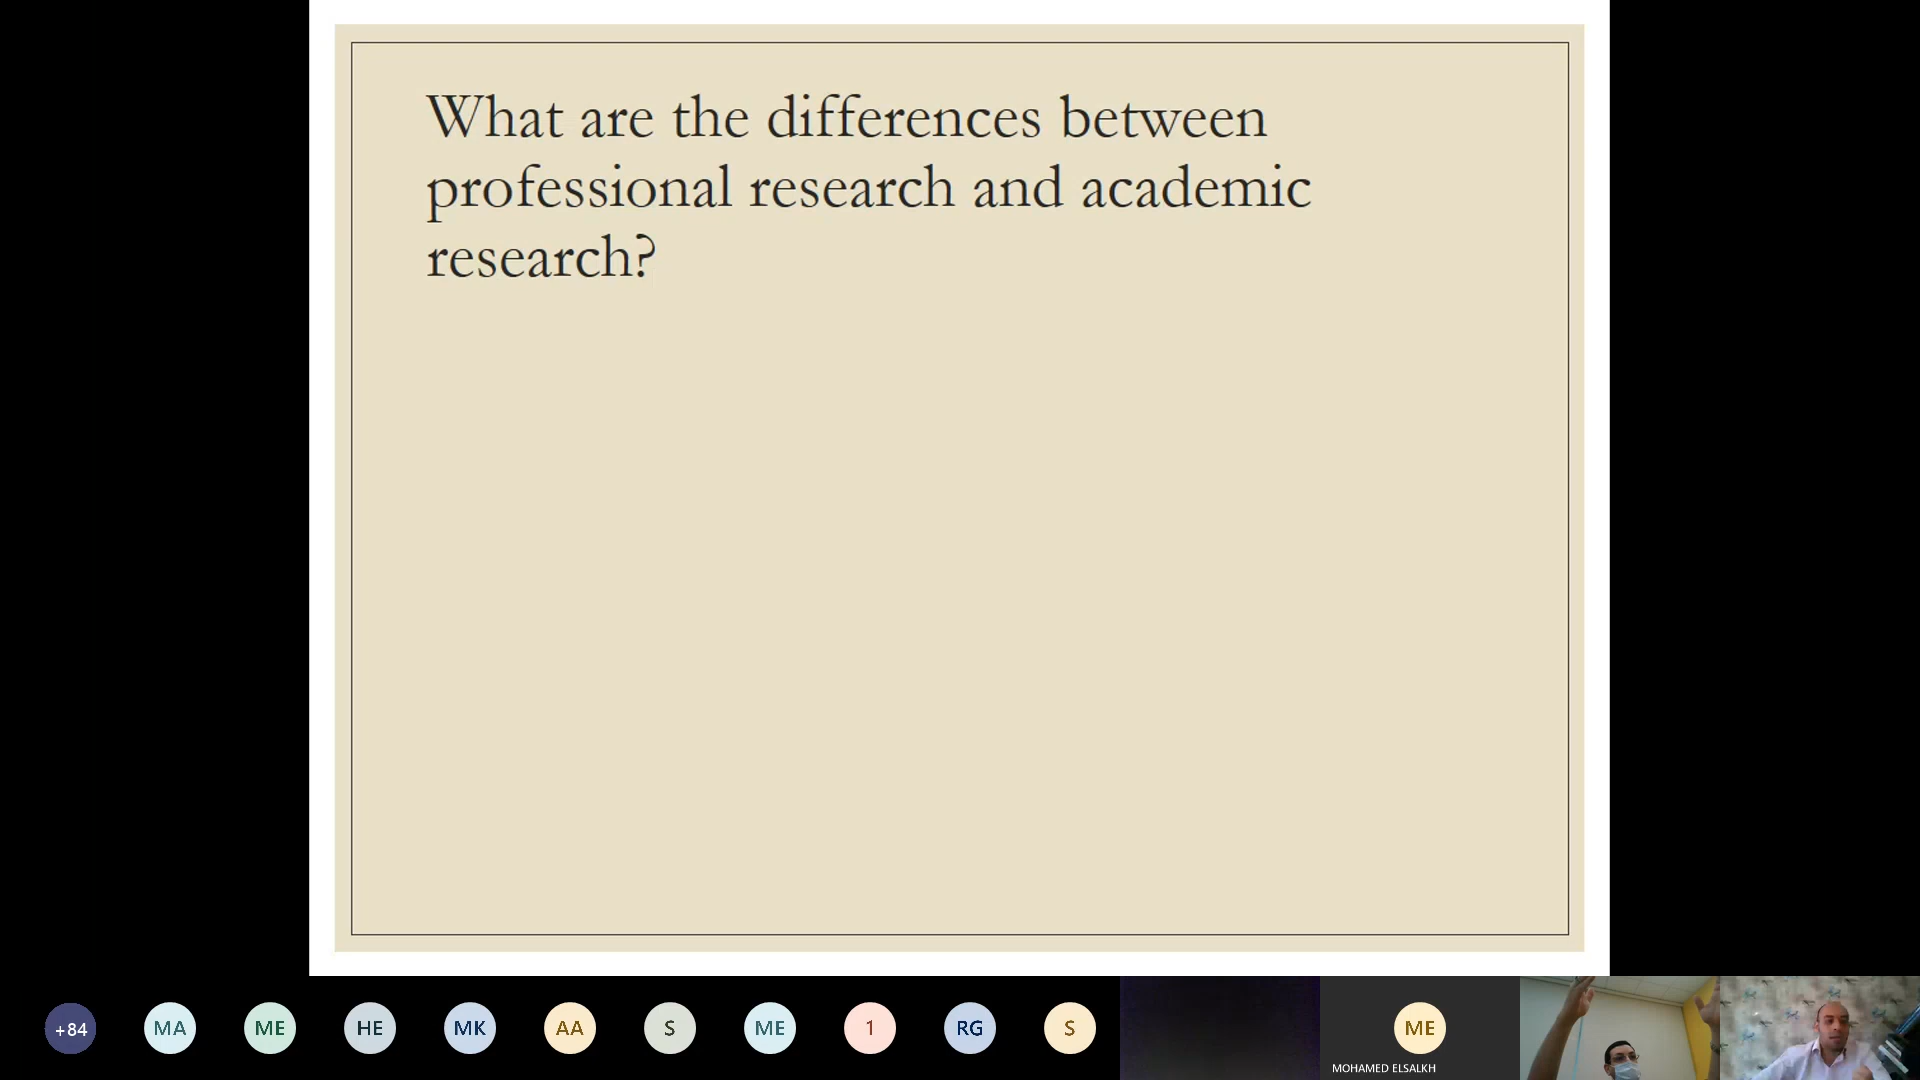 What are the differences between
professional research and academic
research?
+84
MA
ME
HE
MK
AA
S
ME
1
RG
S
ME
MOHAMED ELSALKH